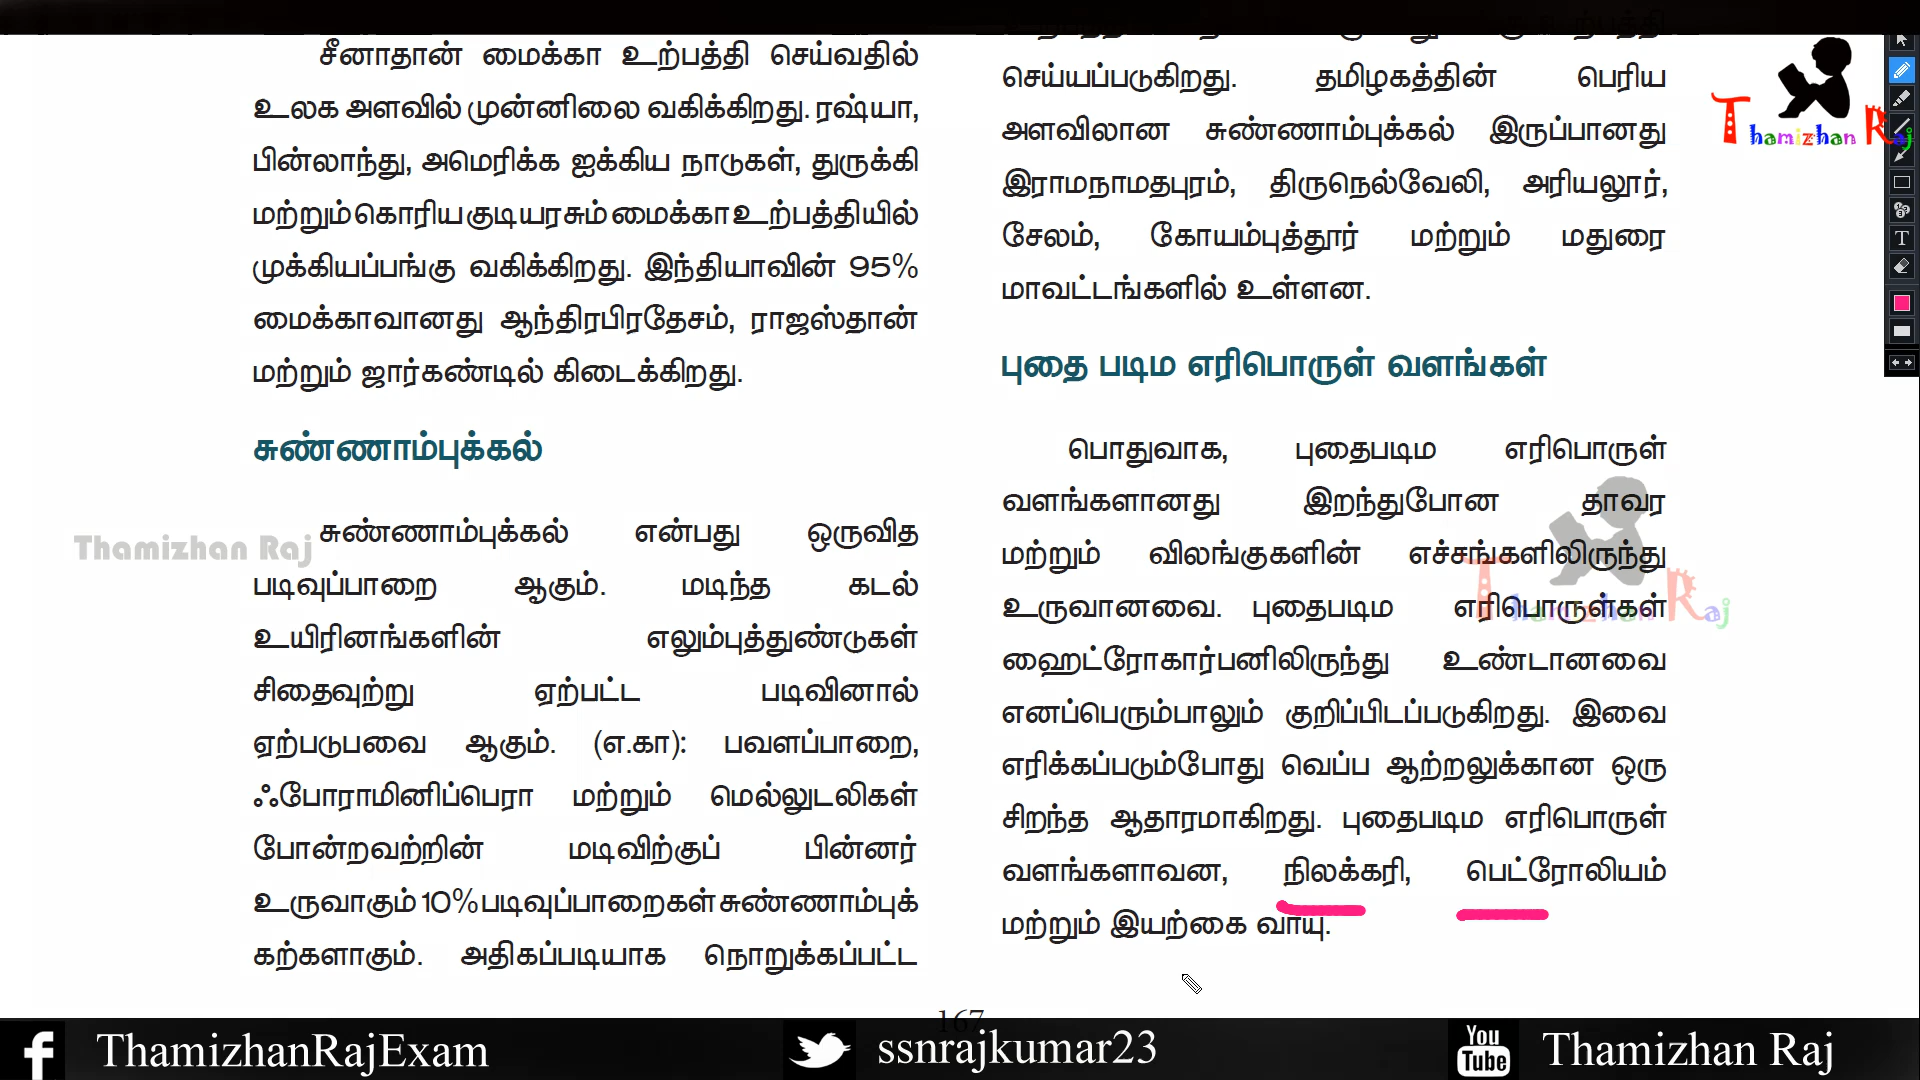 சீனாதான் மைக்கா உற்பத்தி செய்வதில்
உலக அளவில் முன்னிலை வகிக்கிறது. ரஷ்யா,
பின்லாந்து, அமெரிக்க ஐக்கிய நாடுகள், துருக்கி
மற்றும் கொரிய குடியரசும் மைக்கா உற்பத்தியில்
முக்கியப்பங்கு வகிக்கிறது. இந்தியாவின் 95%
மைக்காவானது ஆந்திரபிரதேசம், ராஜஸ்தான்
மற்றும் ஜார்கண்டில் கிடைக்கிறது.
சுண்ணாம்புக்கல்
சுண்ணாம்புக்கல் என்பது ஒருவித
படிவுப்பாறை ஆகும். மடிந்த கடல்
உயிரினங்களின் எலும்புத்துண்டுகள்
சிதைவுற்று ஏற்பட்ட படிவினால்
ஏற்படுபவை ஆகும். (எ.கா): பவளப்பாறை,
ஃபோராமினிப்பெரா மற்றும் மெல்லுடலிகள்
போன்றவற்றின் மடிவிற்குப் பின்னர்
உருவாகும் 10% படிவுப்பாறைகள் சுண்ணாம்புக்
கற்களாகும். அதிகப்படியாக நொறுக்கப்பட்ட
செய்யப்படுகிறது. தமிழகத்தின் பெரிய
அளவிலான சுண்ணாம்புக்கல் இருப்பானது
இராமநாமதபுரம், திருநெல்வேலி, அரியலூர்,
சேலம், கோயம்புத்தூர் மற்றும் மதுரை
மாவட்டங்களில் உள்ளன.
புதை படிம எரிபொருள் வளங்கள்
பொதுவாக, புதைபடிம எரிபொருள்
வளங்களானது இறந்துபோன தாவர
மற்றும் விலங்குகளின் எச்சங்களிலிருந்து
உருவானவை. புதைபடிம எரிபொருள்கள்
ஹைட்ரோகார்பனிலிருந்து உண்டானவை
எனப்பெரும்பாலும் குறிப்பிடப்படுகிறது. இவை
எரிக்கப்படும்போது வெப்ப ஆற்றலுக்கான ஒரு
சிறந்த ஆதாரமாகிறது. புதைபடிம எரிபொருள்
வளங்களாவன, நிலக்கரி, பெட்ரோலியம்
மற்றும் இயற்கை வாயு.
167
Thamizhan Raj
Thamizhan Raj
Thamizhan Raj
T
ThamizhanRajExam
ssnrajkumar23
You
Tube
Thamizhan Raj